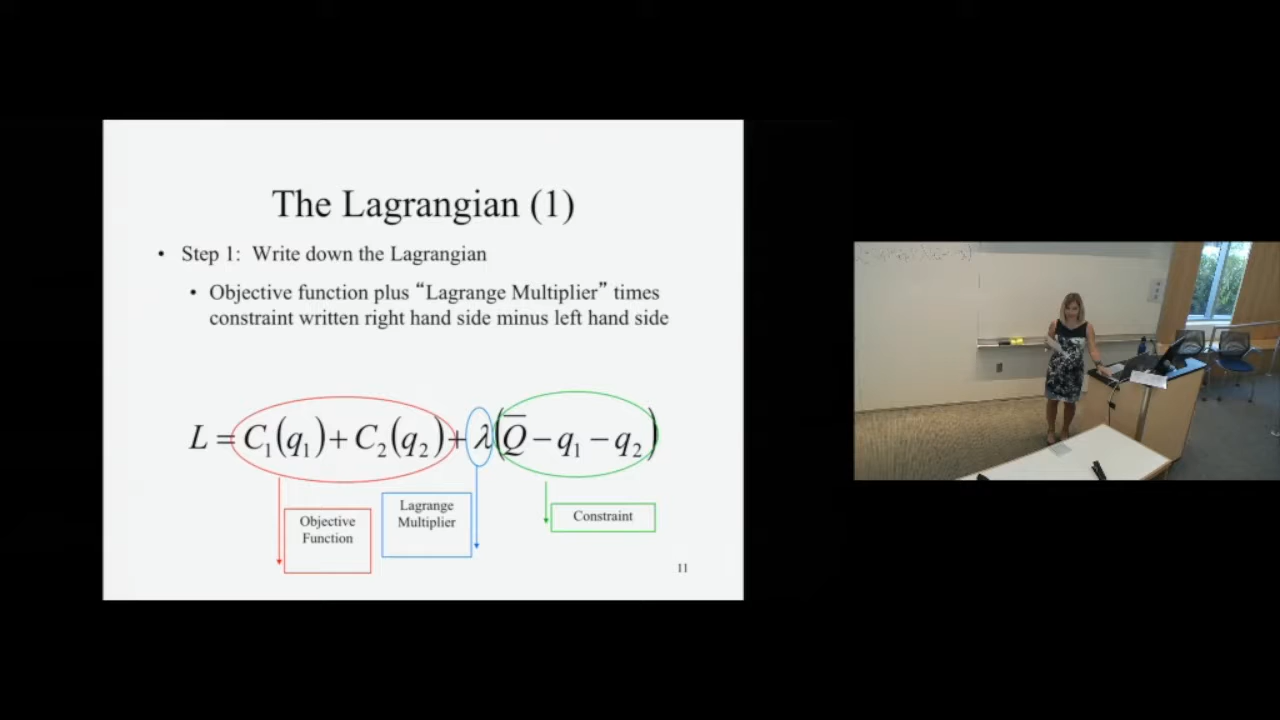 The Lagrangian (1)
• Step 1: Write down the Lagrangian
• Objective function plus “Lagrange Multiplier” times
constraint written right hand side minus left hand side
L = C₁(q₁) + C₂(q₂) + λ(Q̅ − q₁ − q₂)
Objective
Function
Lagrange
Multiplier
Constraint
11